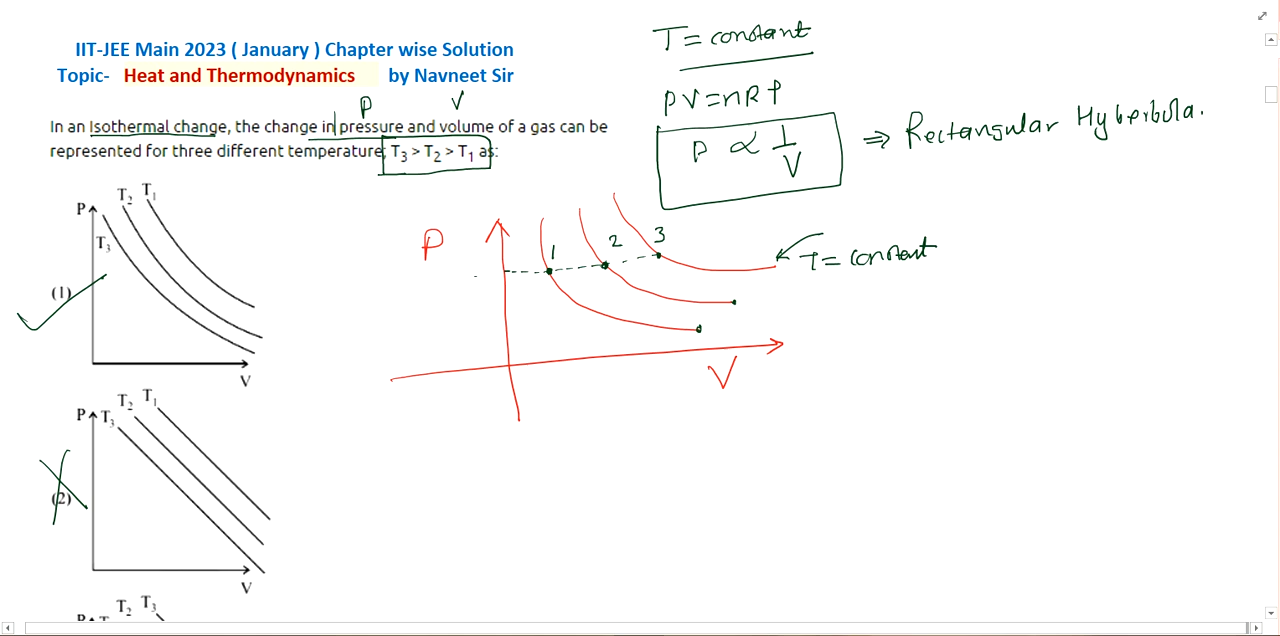 IIT-JEE Main 2023 ( January ) Chapter wise Solution
Topic- Heat and Thermodynamics by Navneet Sir
P V
In an Isothermal change, the change in pressure and volume of a gas can be
represented for three different temperature; T₃ > T₂ > T₁ as:
T = constant
PV = nRT
P ∝ 1/V ⇒ Rectangular Hyberbula.
T₂ T₁
P
T₃
(1)
V
P
1 2 3
T = constant
V
T₂ T₁
P T₃
(2)
V
T₂ T₃
P